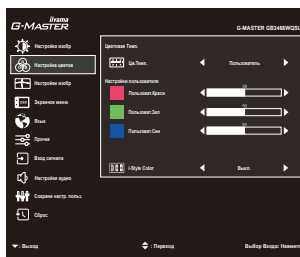 iiyama
G-MASTER
G-MASTER GB3466WQSU
Настройка изобр
Цветовая Темп.
Цв.Темп.
Пользователь
Настройка цветов
Настройки пользователя
Настройка изобр
Пользоват.Красн
50
Экранное меню
Пользоват.Зел
50
Язык
Пользоват.Син
50
Прочее
Вход сигнала
i-Style Color
Выкл.
Настройки аудио
Сохране настр. польз.
Сброс
: Выход
: Переход
Выбор Входа: Нажмите